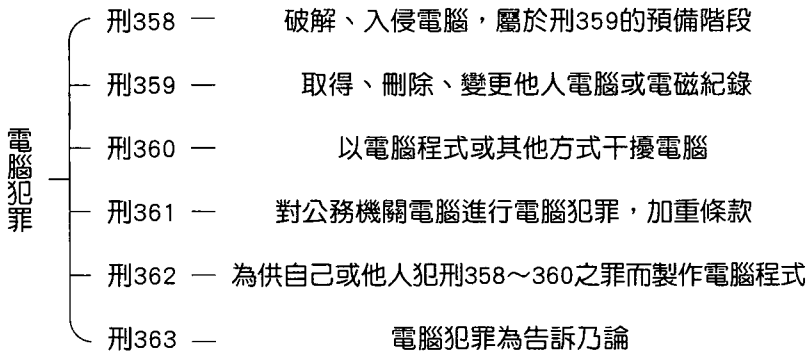 電腦犯罪
刑358 — 破解、入侵電腦，屬於刑359的預備階段
刑359 — 取得、刪除、變更他人電腦或電磁紀錄
刑360 — 以電腦程式或其他方式干擾電腦
刑361 — 對公務機關電腦進行電腦犯罪，加重條款
刑362 — 為供自己或他人犯刑358～360之罪而製作電腦程式
刑363 — 電腦犯罪為告訴乃論